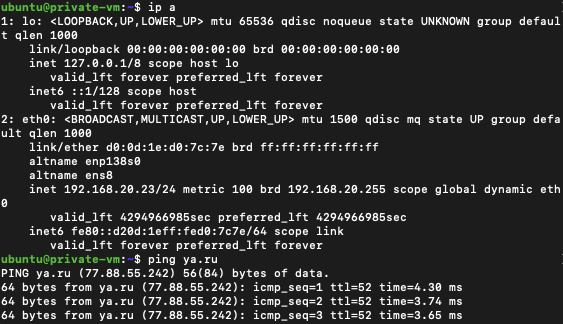 ubuntu@private-vm:~$ ip a
1: lo: <LOOPBACK,UP,LOWER_UP> mtu 65536 qdisc noqueue state UNKNOWN group defaul
t qlen 1000
    link/loopback 00:00:00:00:00:00 brd 00:00:00:00:00:00
    inet 127.0.0.1/8 scope host lo
       valid_lft forever preferred_lft forever
    inet6 ::1/128 scope host
       valid_lft forever preferred_lft forever
2: eth0: <BROADCAST,MULTICAST,UP,LOWER_UP> mtu 1500 qdisc mq state UP group defa
ult qlen 1000
    link/ether d0:0d:1e:d0:7c:7e brd ff:ff:ff:ff:ff:ff
    altname enp138s0
    altname ens8
    inet 192.168.20.23/24 metric 100 brd 192.168.20.255 scope global dynamic eth
0
       valid_lft 4294966985sec preferred_lft 4294966985sec
    inet6 fe80::d20d:1eff:fed0:7c7e/64 scope link
       valid_lft forever preferred_lft forever
ubuntu@private-vm:~$ ping ya.ru
PING ya.ru (77.88.55.242) 56(84) bytes of data.
64 bytes from ya.ru (77.88.55.242): icmp_seq=1 ttl=52 time=4.30 ms
64 bytes from ya.ru (77.88.55.242): icmp_seq=2 ttl=52 time=3.74 ms
64 bytes from ya.ru (77.88.55.242): icmp_seq=3 ttl=52 time=3.65 ms